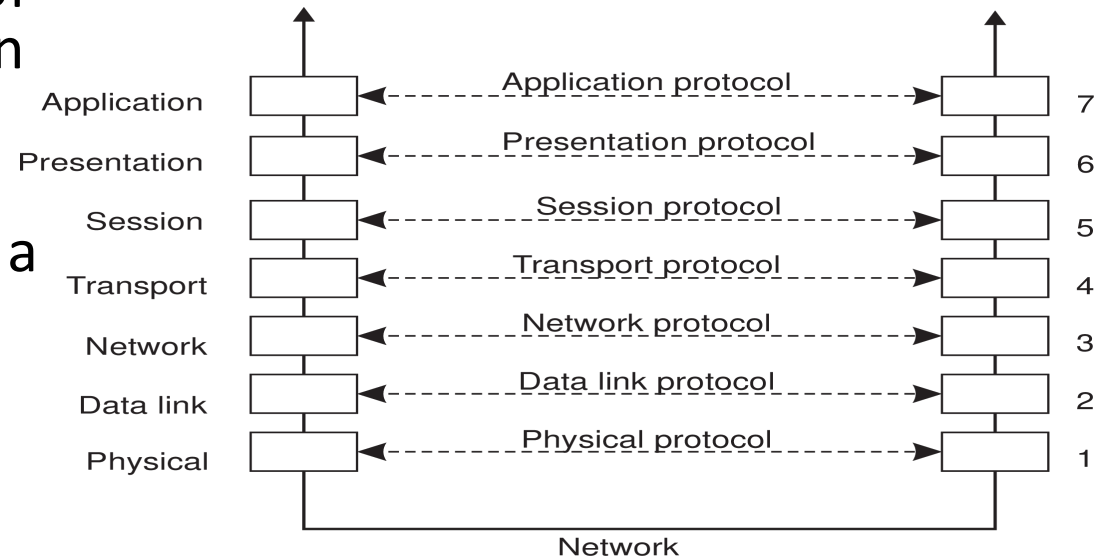 n
Application protocol
Application 7
Presentation protocol
Presentation 6
Session protocol
Session 5
a
Transport protocol
Transport 4
Network protocol
Network 3
Data link protocol
Data link 2
Physical protocol
Physical 1
Network